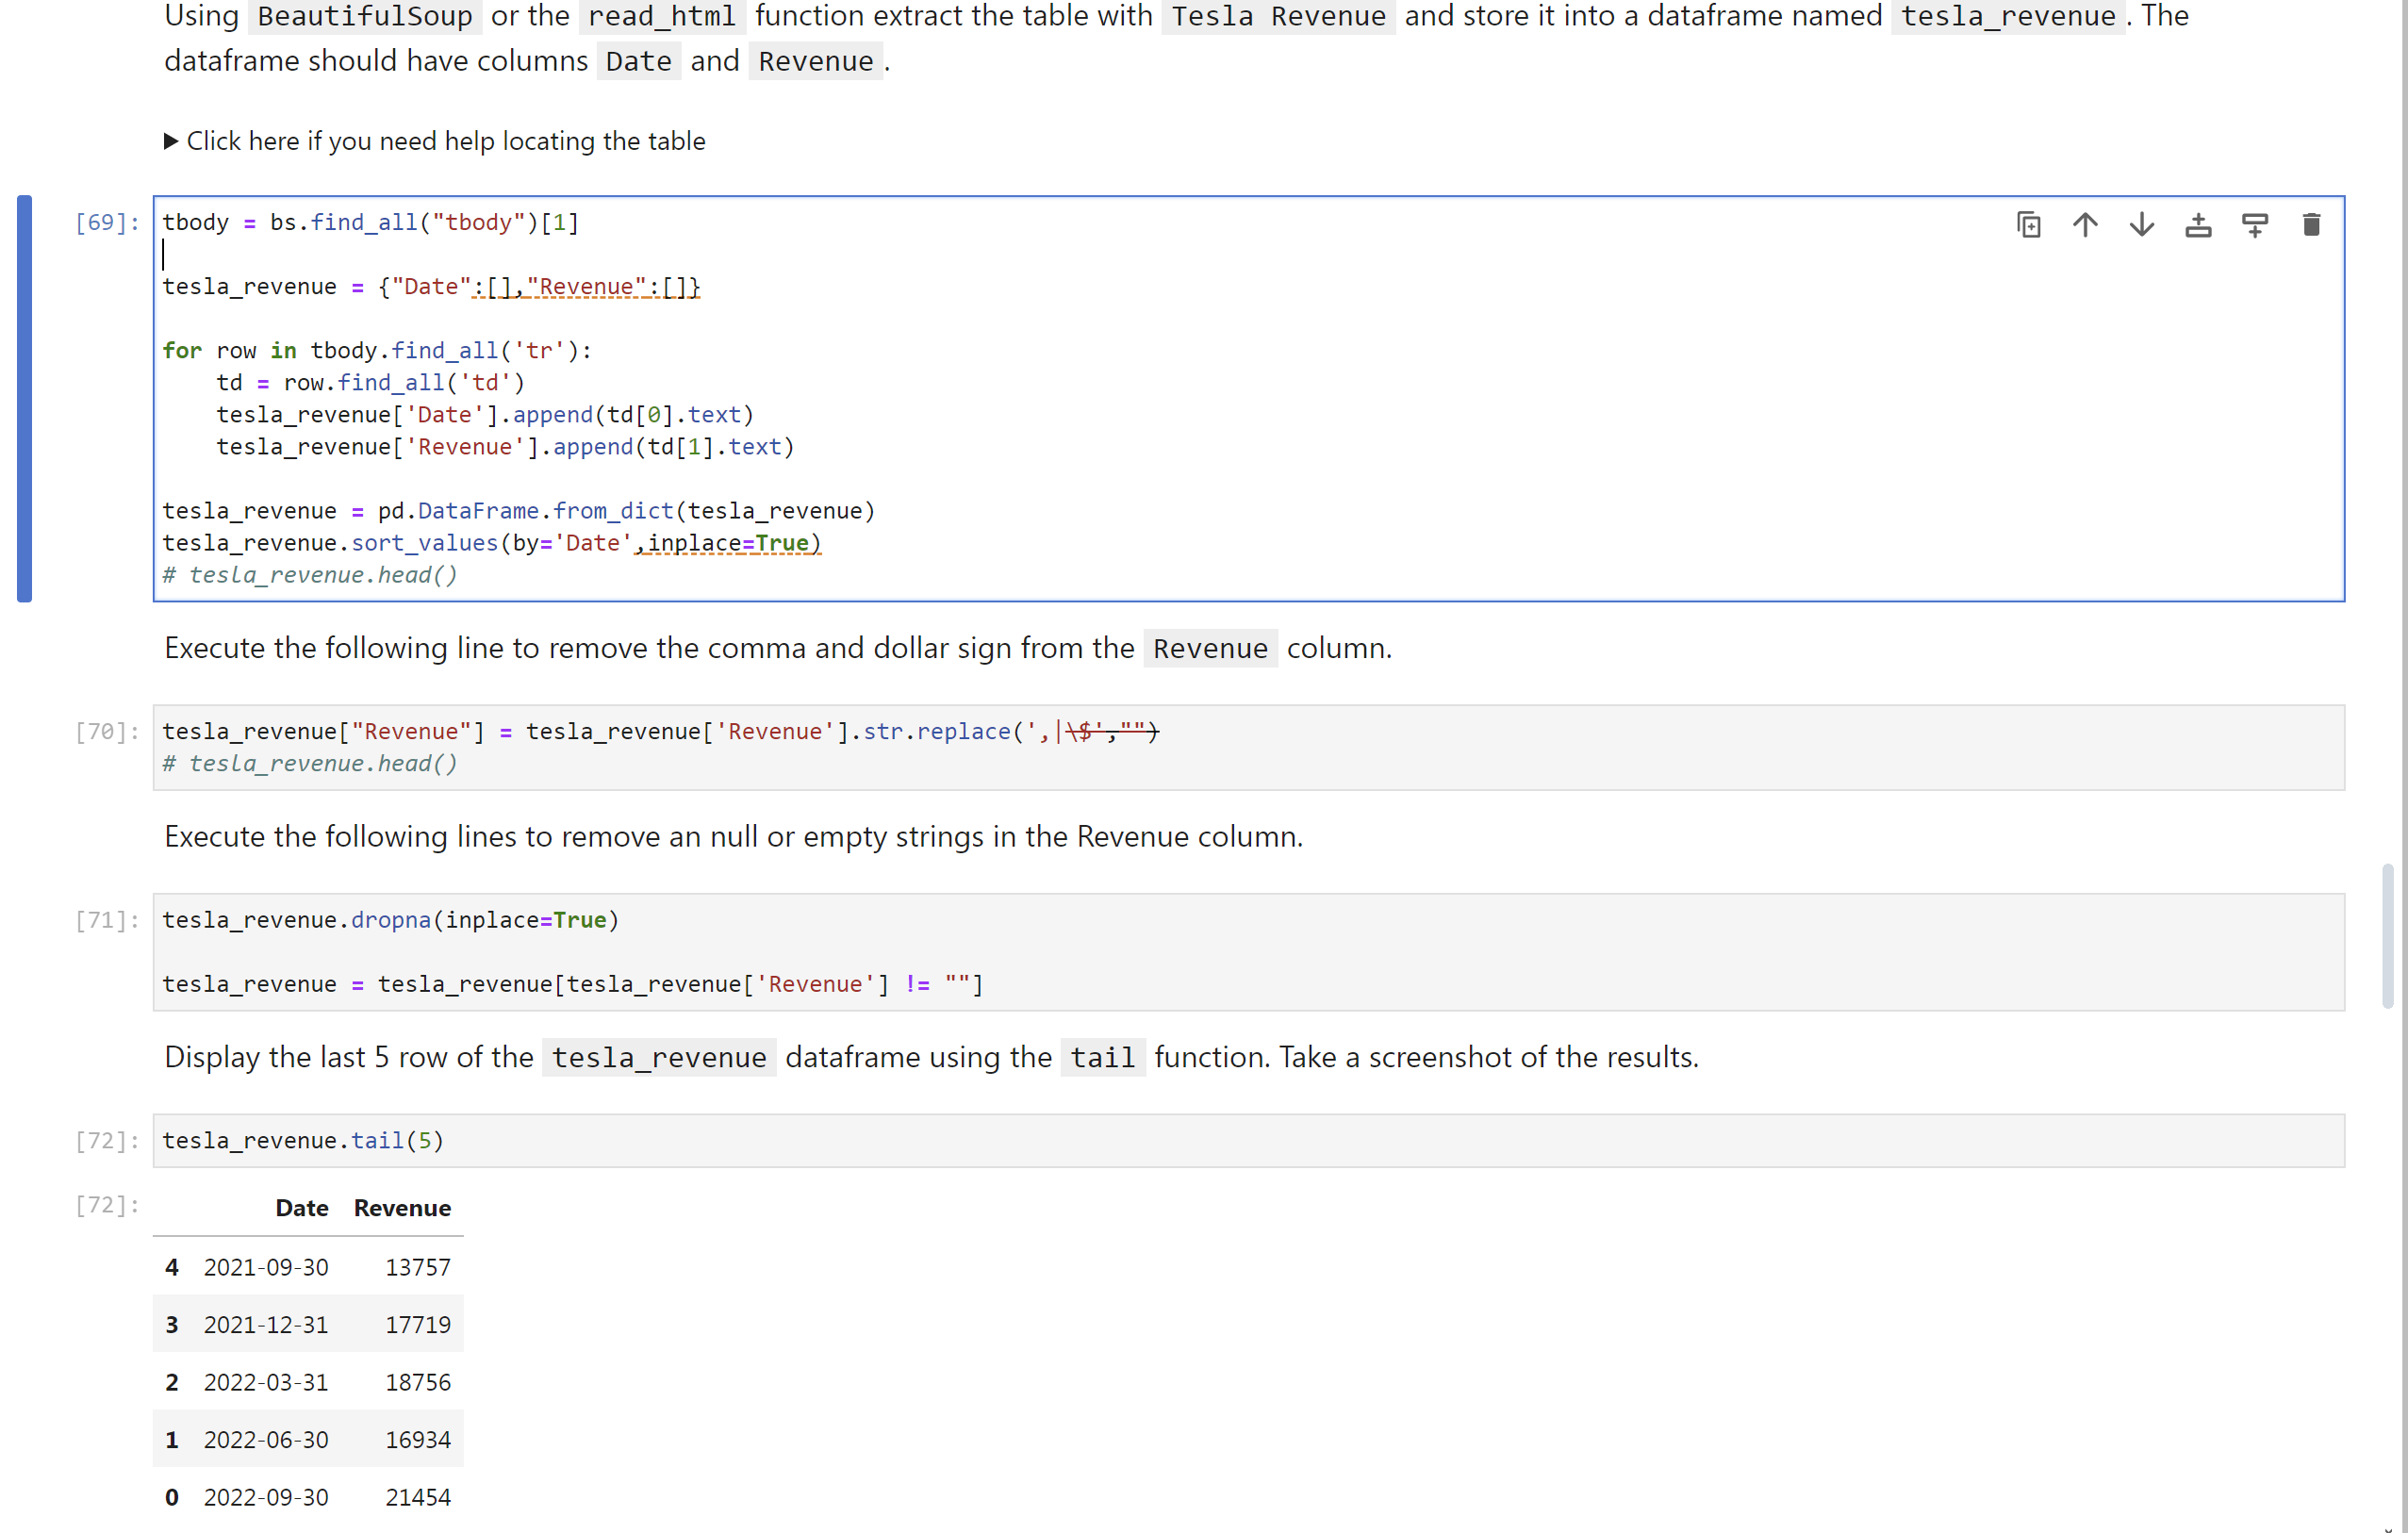 Using BeautifulSoup or the read_html function extract the table with Tesla Revenue and store it into a dataframe named tesla_revenue. The
dataframe should have columns Date and Revenue.
▶ Click here if you need help locating the table
[69]: tbody = bs.find_all("tbody")[1]
tesla_revenue = {"Date":[],"Revenue":[]}
for row in tbody.find_all('tr'):
    td = row.find_all('td')
    tesla_revenue['Date'].append(td[0].text)
    tesla_revenue['Revenue'].append(td[1].text)
tesla_revenue = pd.DataFrame.from_dict(tesla_revenue)
tesla_revenue.sort_values(by='Date',inplace=True)
# tesla_revenue.head()
Execute the following line to remove the comma and dollar sign from the Revenue column.
[70]: tesla_revenue["Revenue"] = tesla_revenue['Revenue'].str.replace(',|\$',"")
# tesla_revenue.head()
Execute the following lines to remove an null or empty strings in the Revenue column.
[71]: tesla_revenue.dropna(inplace=True)
tesla_revenue = tesla_revenue[tesla_revenue['Revenue'] != ""]
Display the last 5 row of the tesla_revenue dataframe using the tail function. Take a screenshot of the results.
[72]: tesla_revenue.tail(5)
[72]: Date Revenue
4 2021-09-30 13757
3 2021-12-31 17719
2 2022-03-31 18756
1 2022-06-30 16934
0 2022-09-30 21454